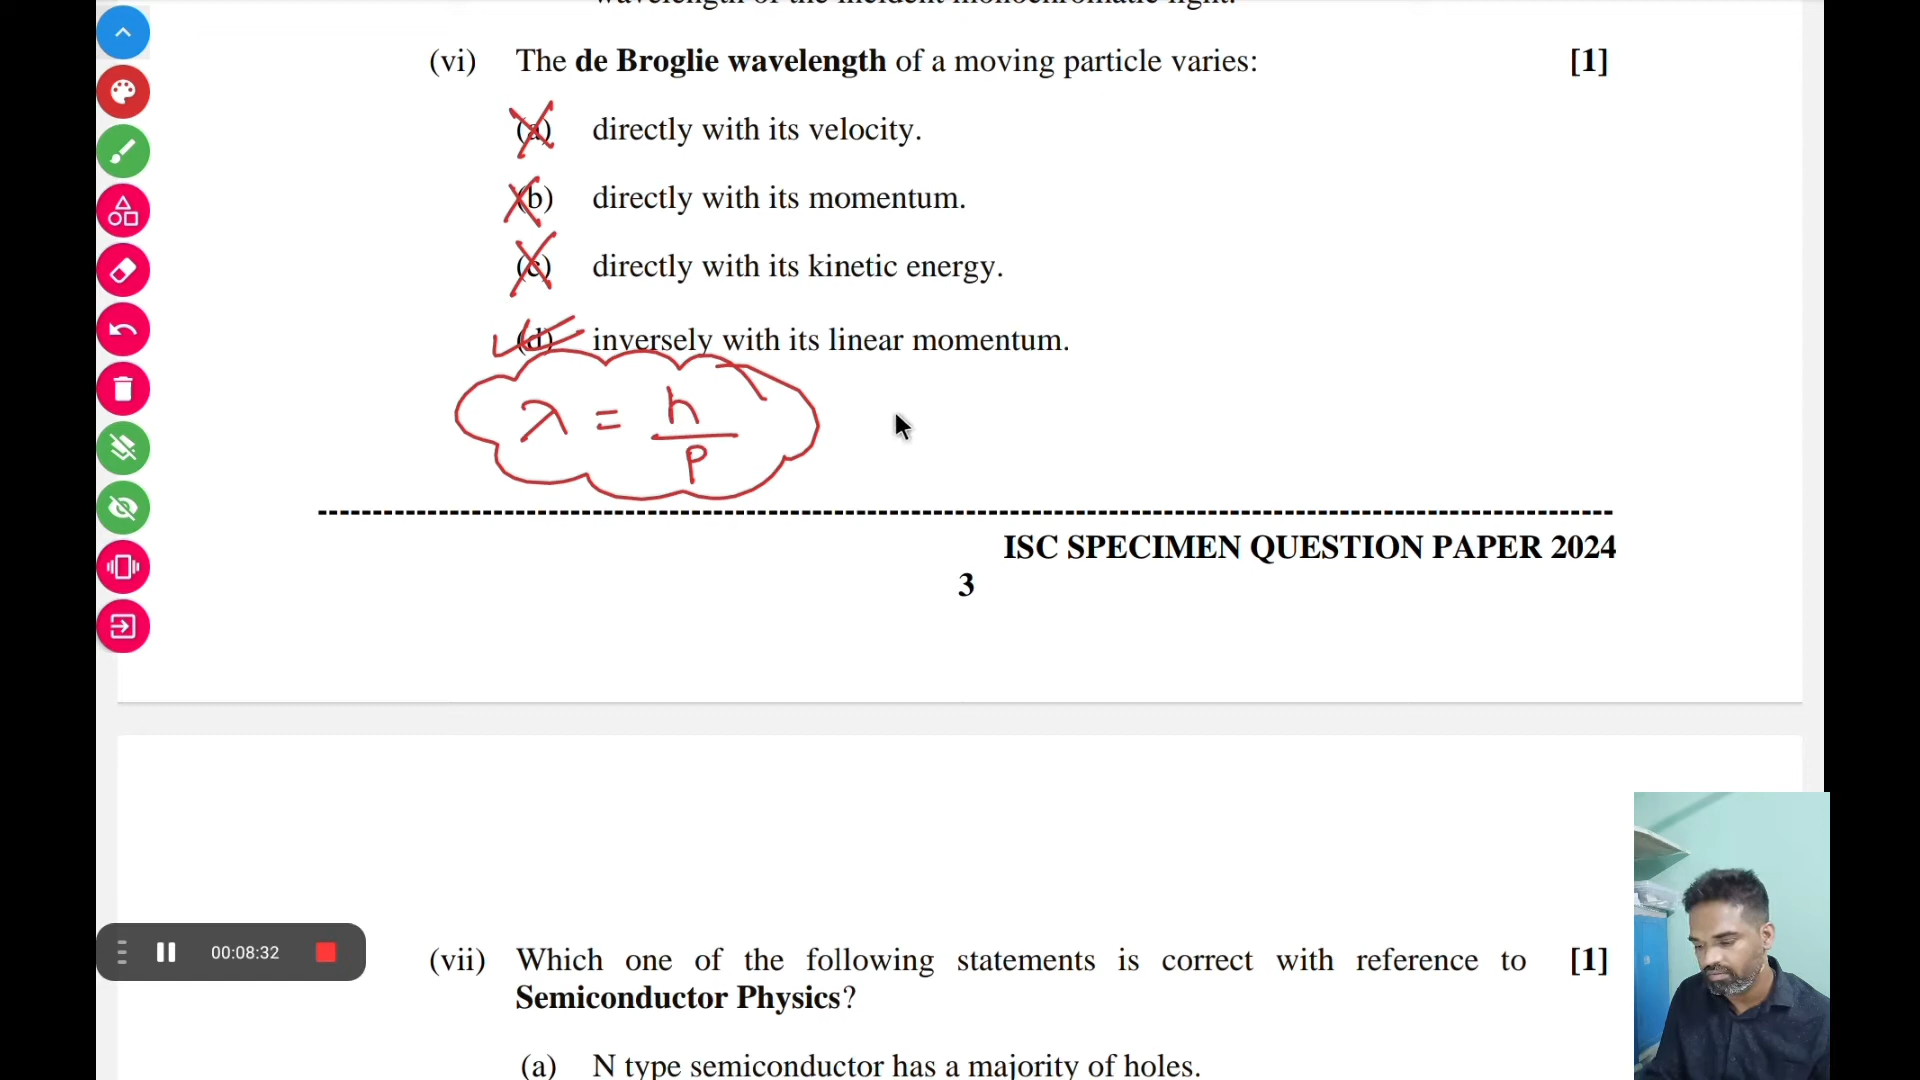 (vi) The de Broglie wavelength of a moving particle varies: [1]
(a) directly with its velocity.
(b) directly with its momentum.
(c) directly with its kinetic energy.
(d) inversely with its linear momentum.
λ = h
p
ISC SPECIMEN QUESTION PAPER 2024
3
00:08:32
(vii) Which one of the following statements is correct with reference to [1]
Semiconductor Physics?
(a) N type semiconductor has a majority of holes.